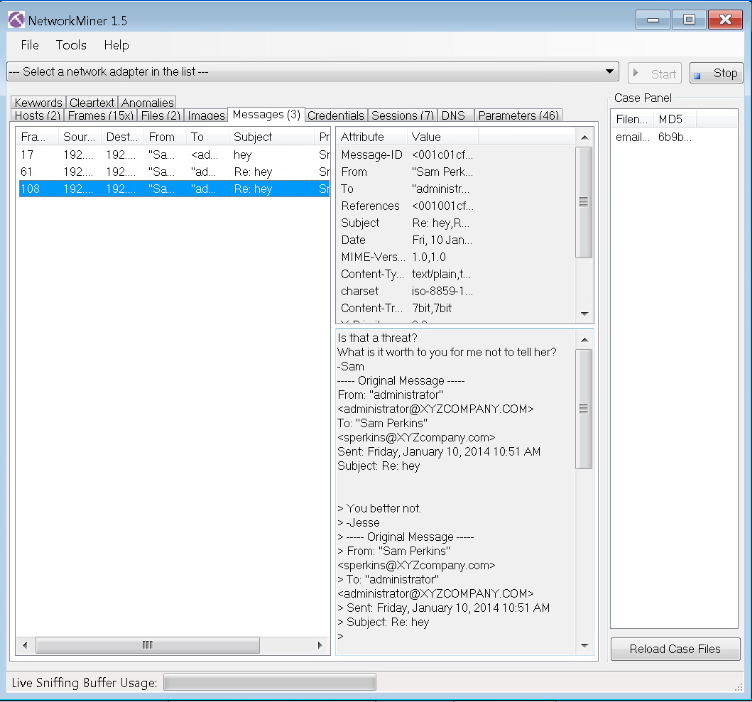 NetworkMiner 1.5
File Tools Help
--- Select a network adapter in the list ---
Start
Stop
Keywords Cleartext Anomalies
Hosts (2) Frames (15x) Files (2) Images Messages (3) Credentials Sessions (7) DNS Parameters (46)
Fra... Sour... Dest... From To Subject Pr
17 192.... 192.... "Sa... <ad... hey Sr
61 192.... 192.... "Sa... "ad... Re: hey Sr
108 192.... 192.... "Sa... "ad... Re: hey Sr
Attribute Value
Message-ID <001c01cf...
From "Sam Perk...
To "administr...
References <001001cf...
Subject Re: hey,R...
Date Fri, 10 Jan...
MIME-Vers... 1.0,1.0
Content-Ty... text/plain,t...
charset iso-8859-1...
Content-Tr... 7bit,7bit
Is that a threat?
What is it worth to you for me not to tell her?
-Sam
----- Original Message -----
From: "administrator"
<administrator@XYZCOMPANY.COM>
To: "Sam Perkins"
<sperkins@XYZcompany.com>
Sent: Friday, January 10, 2014 10:51 AM
Subject: Re: hey
> You better not.
> -Jesse
> ----- Original Message -----
> From: "Sam Perkins"
<sperkins@XYZcompany.com>
> To: "administrator"
<administrator@XYZCOMPANY.COM>
> Sent: Friday, January 10, 2014 10:51 AM
> Subject: Re: hey
>
Case Panel
Filen... MD5
email... 6b9b...
Reload Case Files
Live Sniffing Buffer Usage: